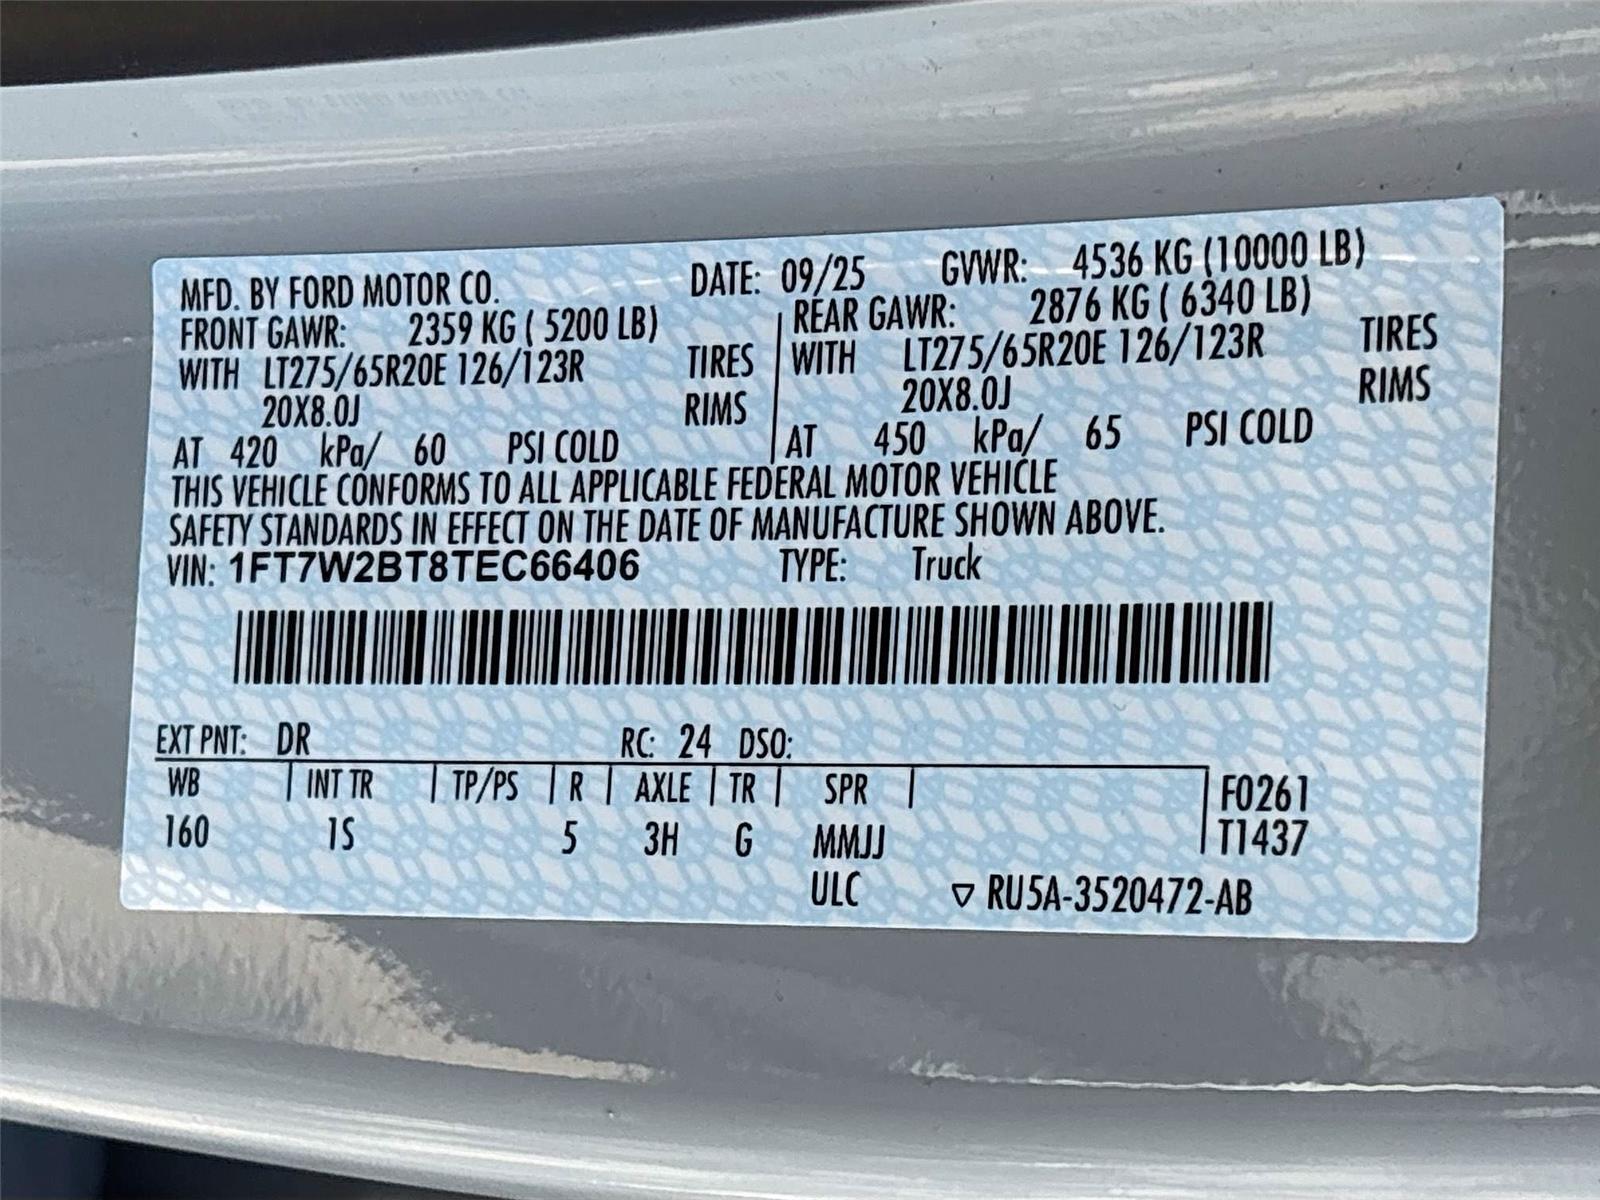 MFD. BY FORD MOTOR CO. DATE: 09/25 GVWR: 4536 KG (10000 LB)
FRONT GAWR: 2359 KG ( 5200 LB) REAR GAWR: 2876 KG ( 6340 LB)
WITH LT275/65R20E 126/123R TIRES WITH LT275/65R20E 126/123R TIRES
20X8.0J RIMS 20X8.0J RIMS
AT 420 kPa/ 60 PSI COLD AT 450 kPa/ 65 PSI COLD
THIS VEHICLE CONFORMS TO ALL APPLICABLE FEDERAL MOTOR VEHICLE
SAFETY STANDARDS IN EFFECT ON THE DATE OF MANUFACTURE SHOWN ABOVE.
VIN: 1FT7W2BT8TEC66406 TYPE: Truck
EXT PNT: DR RC: 24 DSO:
WB INT TR TP/PS R AXLE TR SPR F0261
160 1S 5 3H G MMJJ T1437
ULC ▽ RU5A-3520472-AB